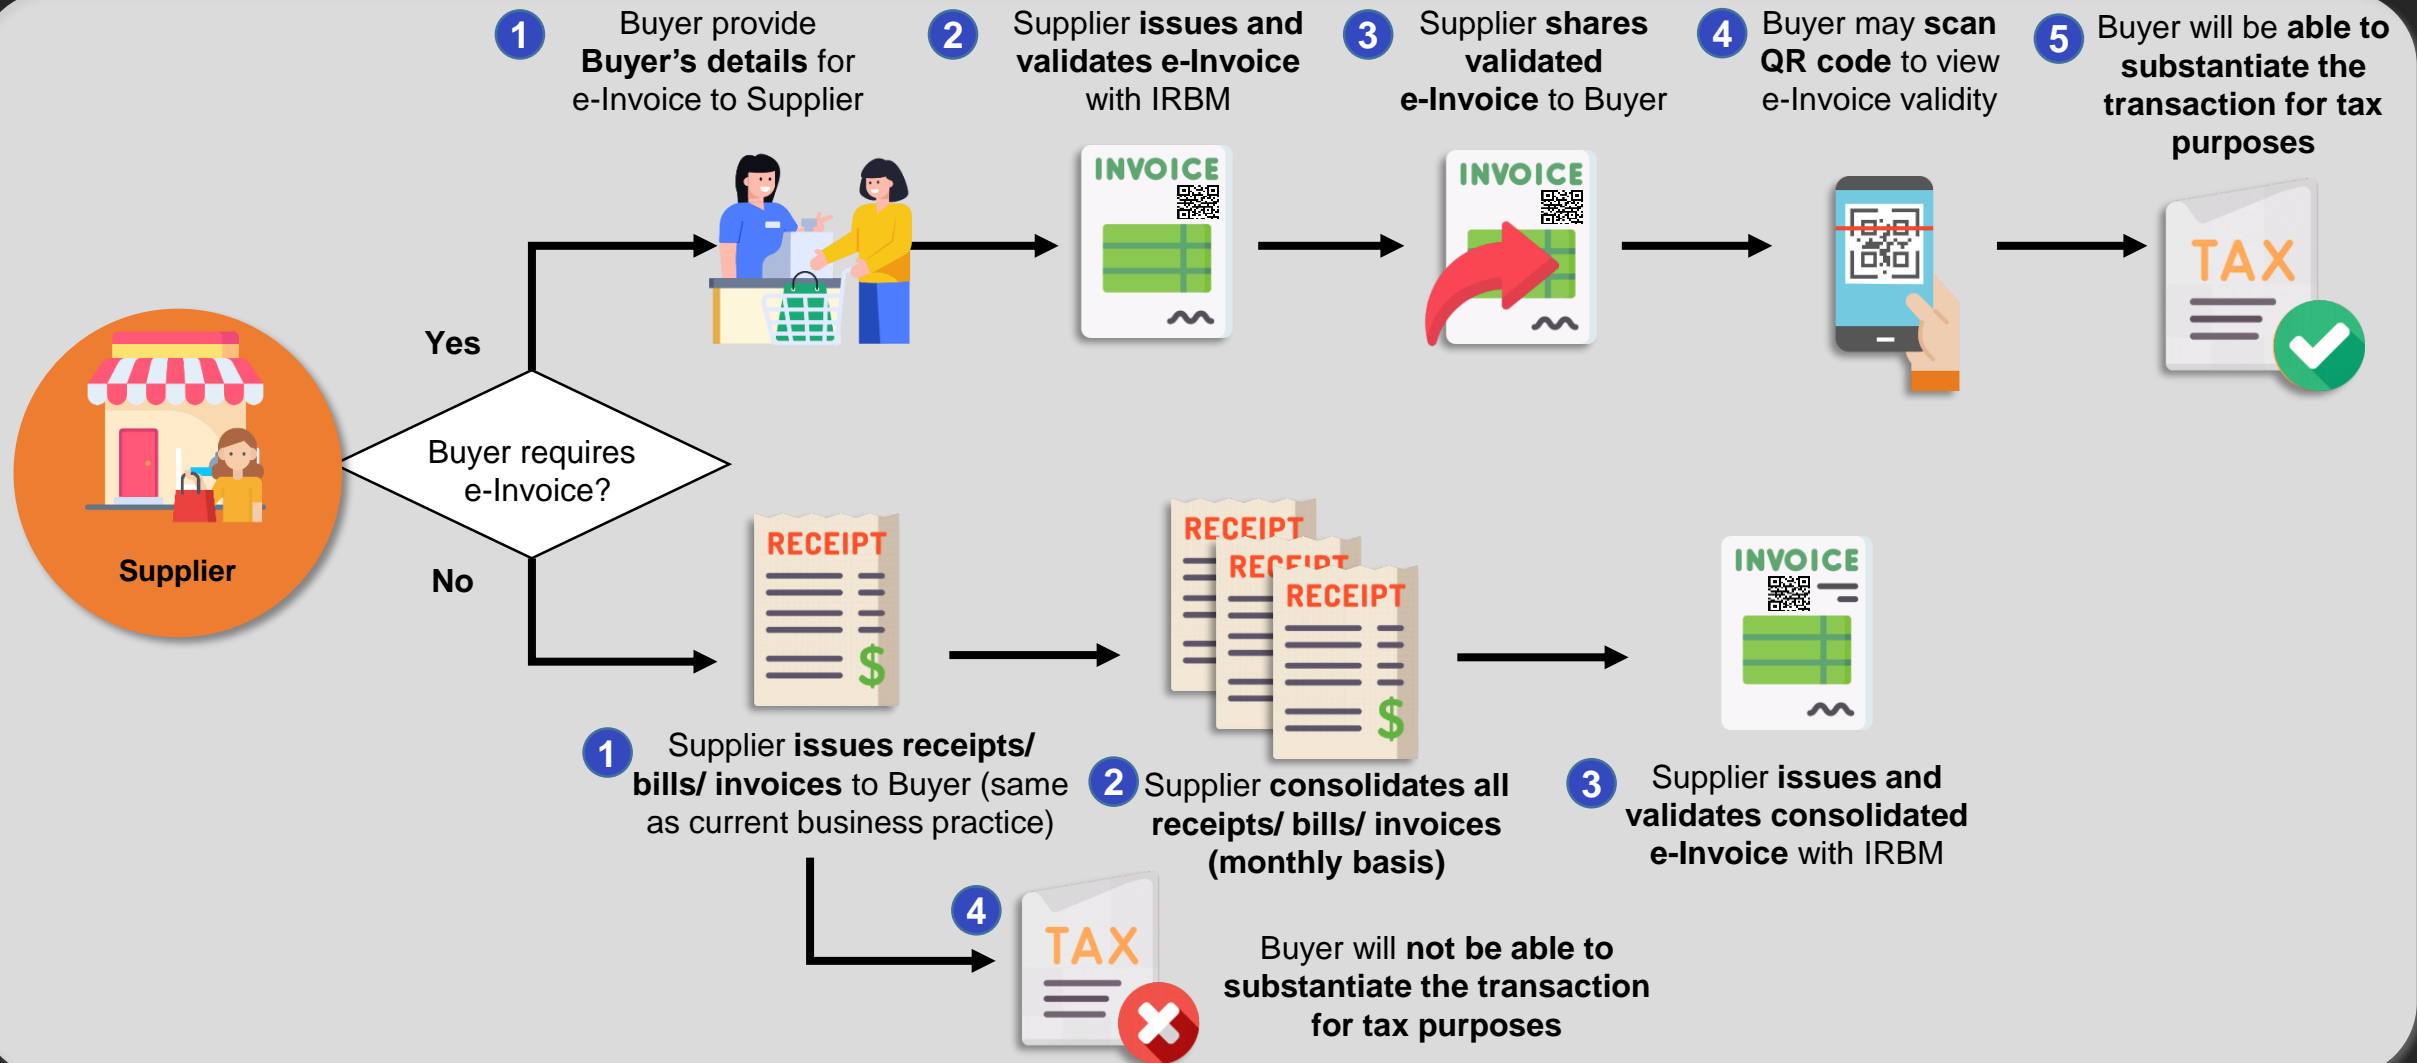 1
Buyer provide
Buyer's details for
e-Invoice to Supplier
2
Supplier issues and
validates e-Invoice
with IRBM
3
Supplier shares
validated
e-Invoice to Buyer
4
Buyer may scan
QR code to view
e-Invoice validity
5
Buyer will be able to
substantiate the
transaction for tax
purposes
INVOICE
INVOICE
TAX
Yes
Buyer requires
e-Invoice?
Supplier
No
RECEIPT
$
RECEIPT
RECEIPT
RECEIPT
$
INVOICE
1
Supplier issues receipts/
bills/ invoices to Buyer (same
as current business practice)
2
Supplier consolidates all
receipts/ bills/ invoices
(monthly basis)
3
Supplier issues and
validates consolidated
e-Invoice with IRBM
4
TAX
Buyer will not be able to
substantiate the transaction
for tax purposes